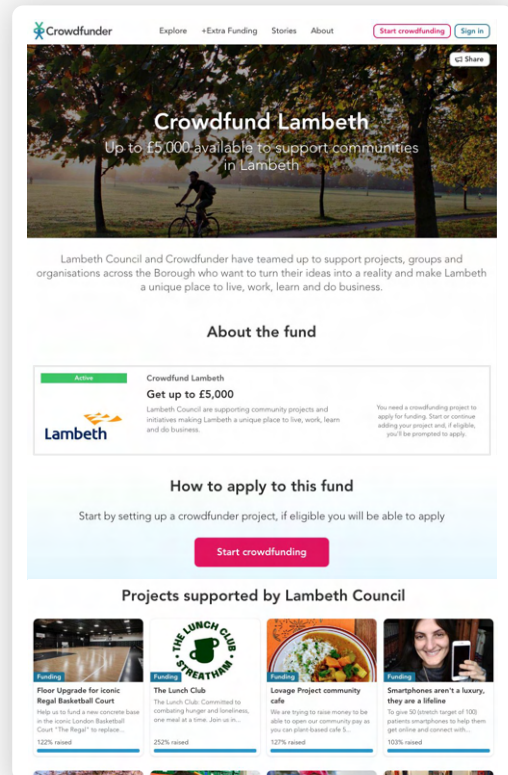 Crowdfunder
Explore +Extra Funding Stories About Start crowdfunding Sign in
Share
Crowdfund Lambeth
Up to £5,000 available to support communities
in Lambeth
Lambeth Council and Crowdfunder have teamed up to support projects, groups and
organisations across the Borough who want to turn their ideas into a reality and make Lambeth
a unique place to live, work, learn and do business.
About the fund
Active
Lambeth
Crowdfund Lambeth
Get up to £5,000
Lambeth Council are supporting community projects and
initiatives making Lambeth a unique place to live, work, learn
and do business.
You need a crowdfunding project to
apply for funding. Start or continue
adding your project and, if eligible,
you'll be prompted to apply.
How to apply to this fund
Start by setting up a crowdfunder project, if eligible you will be able to apply
Start crowdfunding
Projects supported by Lambeth Council
Funding
Floor Upgrade for iconic
Regal Basketball Court
Help us to fund a new concrete base
in the iconic London Basketball
Court "The Regal" to replace...
122% raised
THE LUNCH CLUB
STREATHAM
Funding
The Lunch Club
The Lunch Club: Committed to
combating hunger and loneliness,
one meal at a time. Join us in...
252% raised
Funding
Lovage Project community
cafe
We are trying to raise money to be
able to open our community pay as
you can plant-based cafe S...
127% raised
Funding
Smartphones aren't a luxury,
they are a lifeline
To give 50 (stretch target of 100)
patients smartphones to help them
get online and connect with...
103% raised